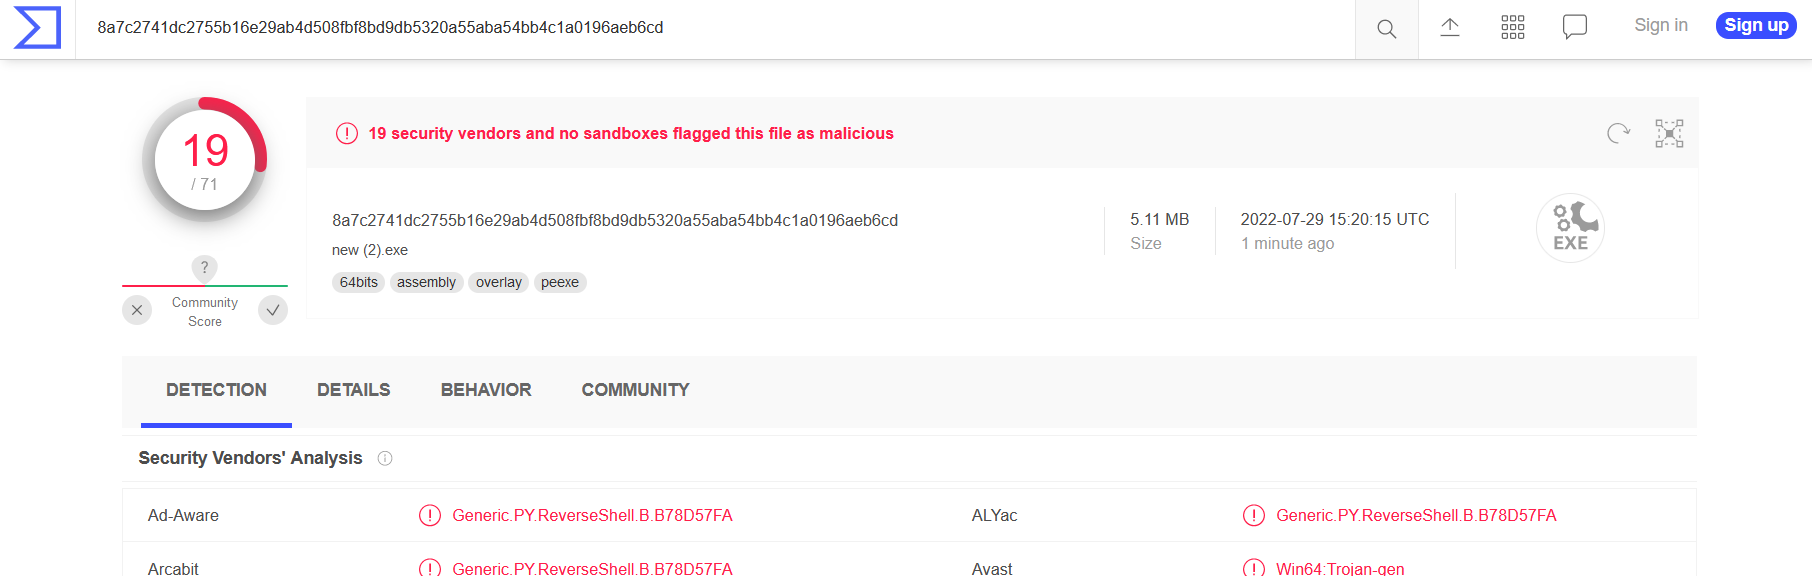 8a7c2741dc2755b16e29ab4d508fbf8bd9db5320a55aba54bb4c1a0196aeb6cd
Sign in
Sign up
19
/ 71
19 security vendors and no sandboxes flagged this file as malicious
8a7c2741dc2755b16e29ab4d508fbf8bd9db5320a55aba54bb4c1a0196aeb6cd
new (2).exe
64bits assembly overlay peexe
5.11 MB
Size
2022-07-29 15:20:15 UTC
1 minute ago
EXE
?
Community
Score
DETECTION DETAILS BEHAVIOR COMMUNITY
Security Vendors' Analysis
Ad-Aware Generic.PY.ReverseShell.B.B78D57FA ALYac Generic.PY.ReverseShell.B.B78D57FA
Arcabit Generic.PY.ReverseShell.B.B78D57FA Avast Win64:Trojan-gen